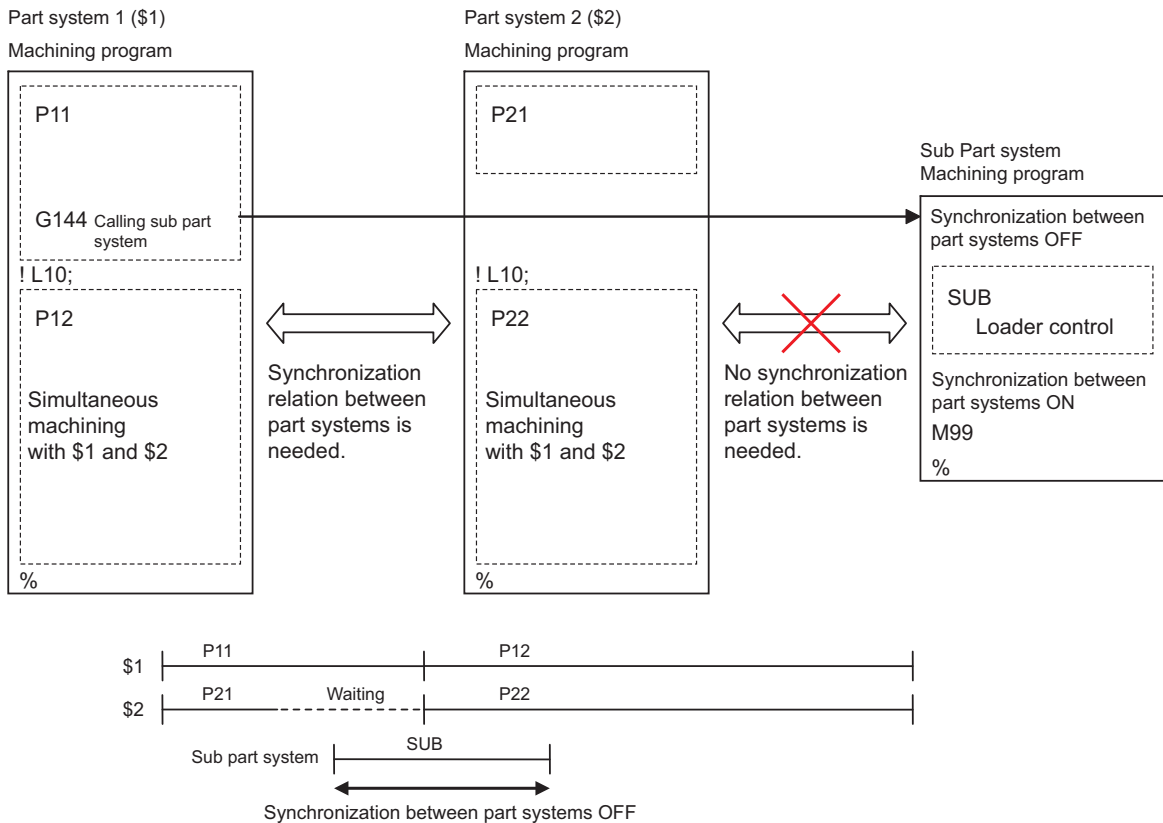 Part system 1 ($1)
Machining program
P11
G144 Calling sub part
system
! L10;
P12
Simultaneous
machining
with $1 and $2
%
Synchronization
relation between
part systems is
needed.
Part system 2 ($2)
Machining program
P21
! L10;
P22
Simultaneous
machining
with $1 and $2
%
No synchronization
relation between
part systems is
needed.
Sub Part system
Machining program
Synchronization between
part systems OFF
SUB
Loader control
Synchronization between
part systems ON
M99
%
$1 P11 P12
$2 P21 Waiting P22
Sub part system SUB
Synchronization between part systems OFF